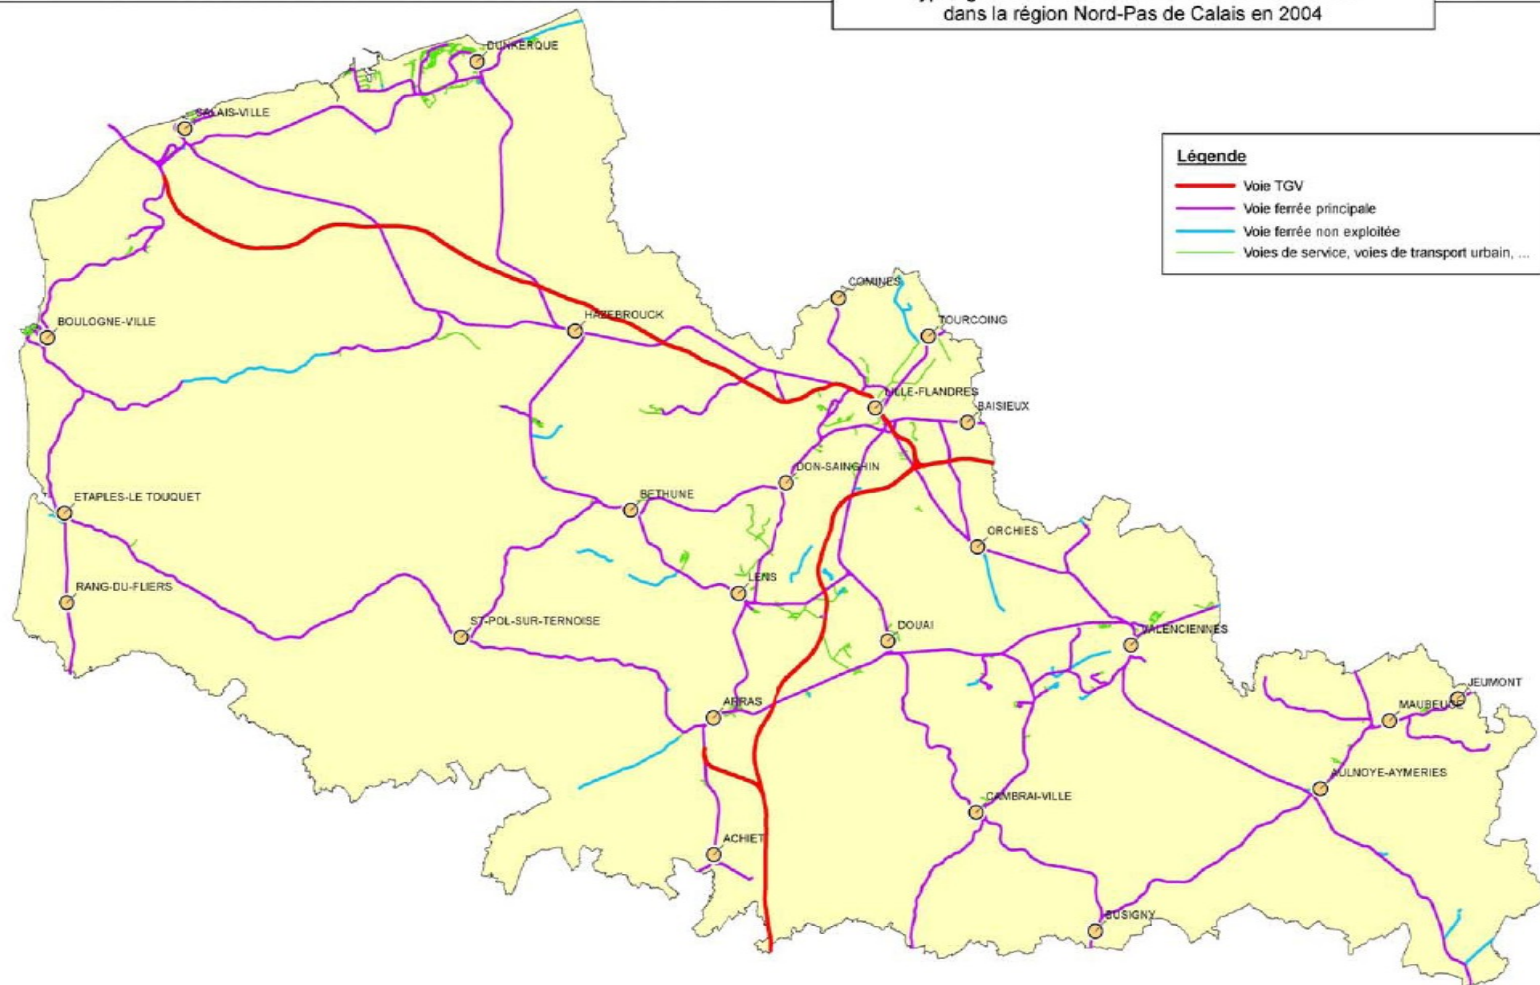 dans la région Nord-Pas de Calais en 2004
DUNKERQUE
CALAIS-VILLE
Légende
Voie TGV
Voie ferrée principale
Voie ferrée non exploitée
Voies de service, voies de transport urbain, ...
COMINES
TOURCOING
BOULOGNE-VILLE
HAZEBROUCK
LILLE-FLANDRES
BAISIEUX
DON-SAINGHIN
ETAPLES-LE TOUQUET
BETHUNE
ORCHIES
RANG-DU-FLIERS
LENS
ST-POL-SUR-TERNOISE
DOUAI
VALENCIENNES
JEUMONT
MAUBEUGE
ARRAS
AULNOYE-AYMERIES
CAMBRAI-VILLE
ACHIET
BUSIGNY